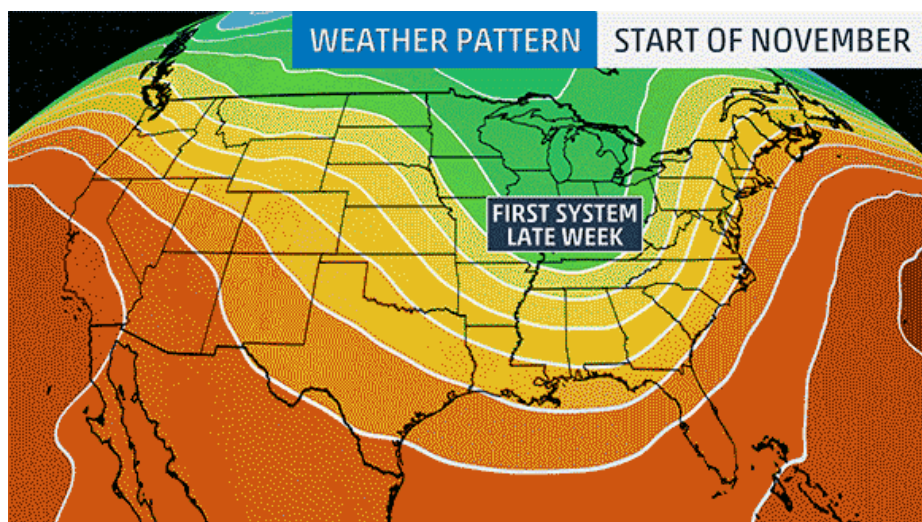 WEATHER PATTERN START OF NOVEMBER
FIRST SYSTEM
LATE WEEK